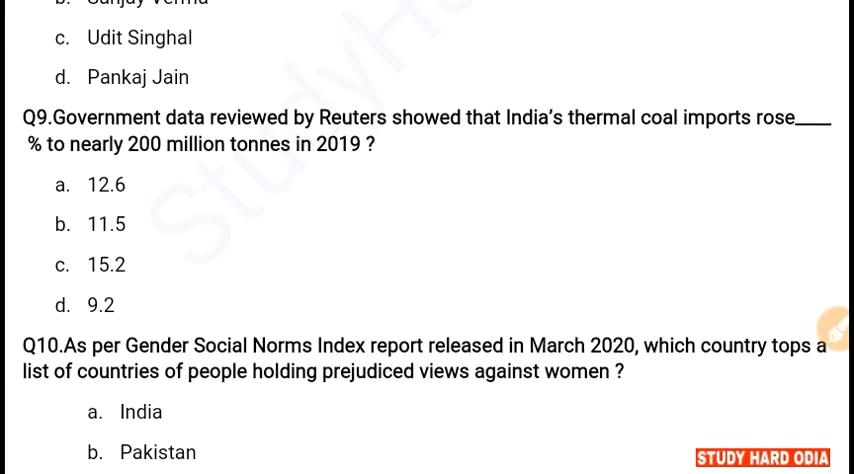 c. Udit Singhal
d. Pankaj Jain
Q9.Government data reviewed by Reuters showed that India's thermal coal imports rose____
% to nearly 200 million tonnes in 2019 ?
a. 12.6
b. 11.5
c. 15.2
d. 9.2
Q10.As per Gender Social Norms Index report released in March 2020, which country tops a
list of countries of people holding prejudiced views against women ?
a. India
b. Pakistan
STUDY HARD ODIA